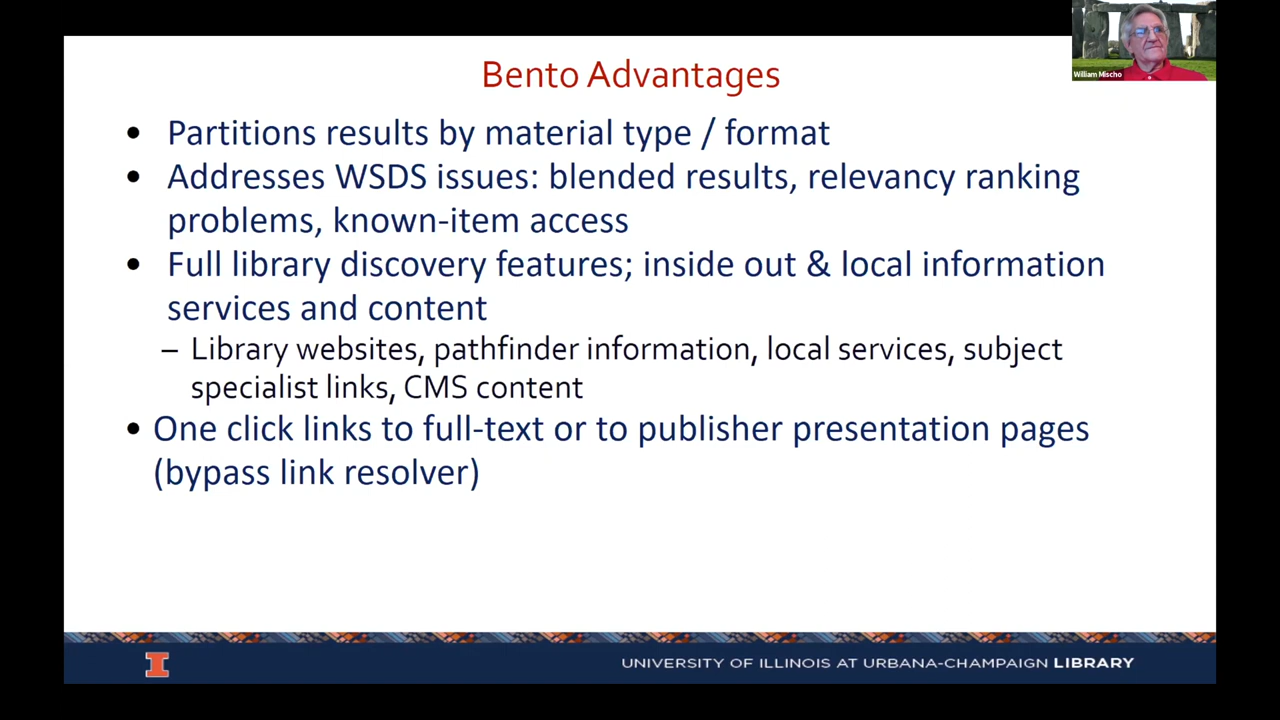 William Mischo
Bento Advantages
• Partitions results by material type / format
• Addresses WSDS issues: blended results, relevancy ranking
problems, known-item access
• Full library discovery features; inside out & local information
services and content
– Library websites, pathfinder information, local services, subject
specialist links, CMS content
• One click links to full-text or to publisher presentation pages
(bypass link resolver)
I
UNIVERSITY OF ILLINOIS AT URBANA-CHAMPAIGN LIBRARY